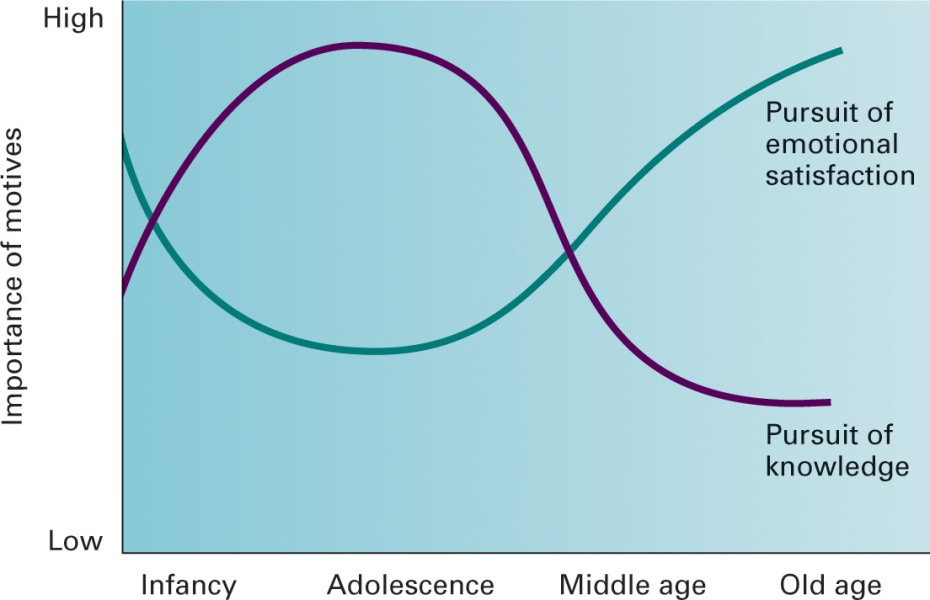 High
Importance of motives
Pursuit of
emotional
satisfaction
Pursuit of
knowledge
Low
Infancy
Adolescence
Middle age
Old age